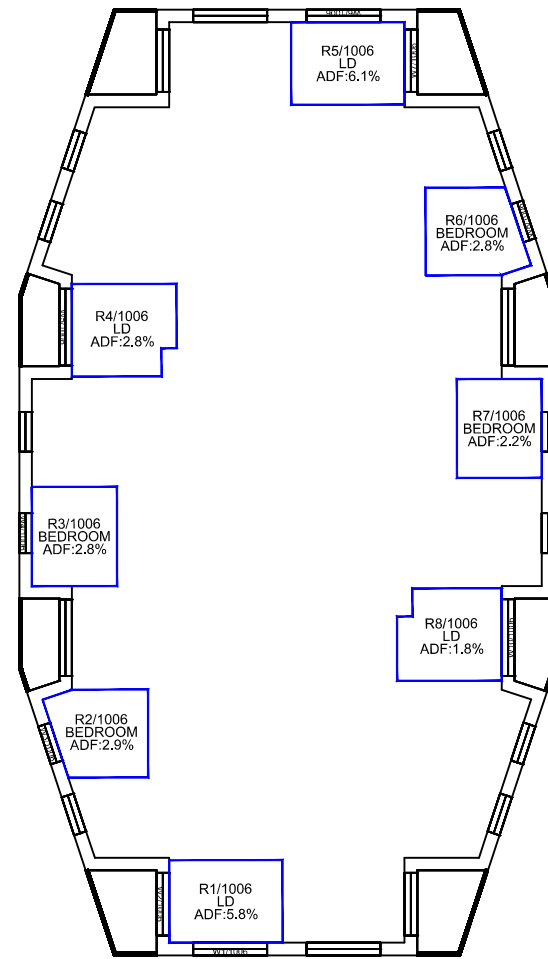 R5/1006
LD
ADF:6.1%
R6/1006
BEDROOM
ADF:2.8%
R4/1006
LD
ADF:2.8%
R7/1006
BEDROOM
ADF:2.2%
R3/1006
BEDROOM
ADF:2.8%
R8/1006
LD
ADF:1.8%
R2/1006
BEDROOM
ADF:2.9%
R1/1006
LD
ADF:5.8%
W1/1006